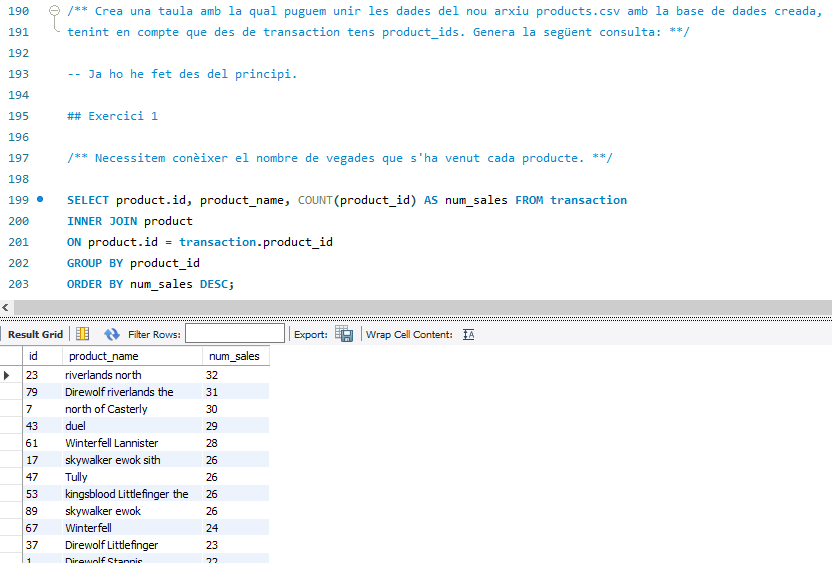 190 /** Crea una taula amb la qual puguem unir les dades del nou arxiu products.csv amb la base de dades creada,
191 tenint en compte que des de transaction tens product_ids. Genera la següent consulta: **/
192
193 -- Ja ho he fet des del principi.
194
195 ## Exercici 1
196
197 /** Necessitem conèixer el nombre de vegades que s'ha venut cada producte. **/
198
199 SELECT product.id, product_name, COUNT(product_id) AS num_sales FROM transaction
200 INNER JOIN product
201 ON product.id = transaction.product_id
202 GROUP BY product_id
203 ORDER BY num_sales DESC;
Result Grid Filter Rows: Export: Wrap Cell Content:
id product_name num_sales
23 riverlands north 32
79 Direwolf riverlands the 31
7 north of Casterly 30
43 duel 29
61 Winterfell Lannister 28
17 skywalker ewok sith 26
47 Tully 26
53 kingsblood Littlefinger the 26
89 skywalker ewok 26
67 Winterfell 24
37 Direwolf Littlefinger 23
1 Direwolf Stannis 22